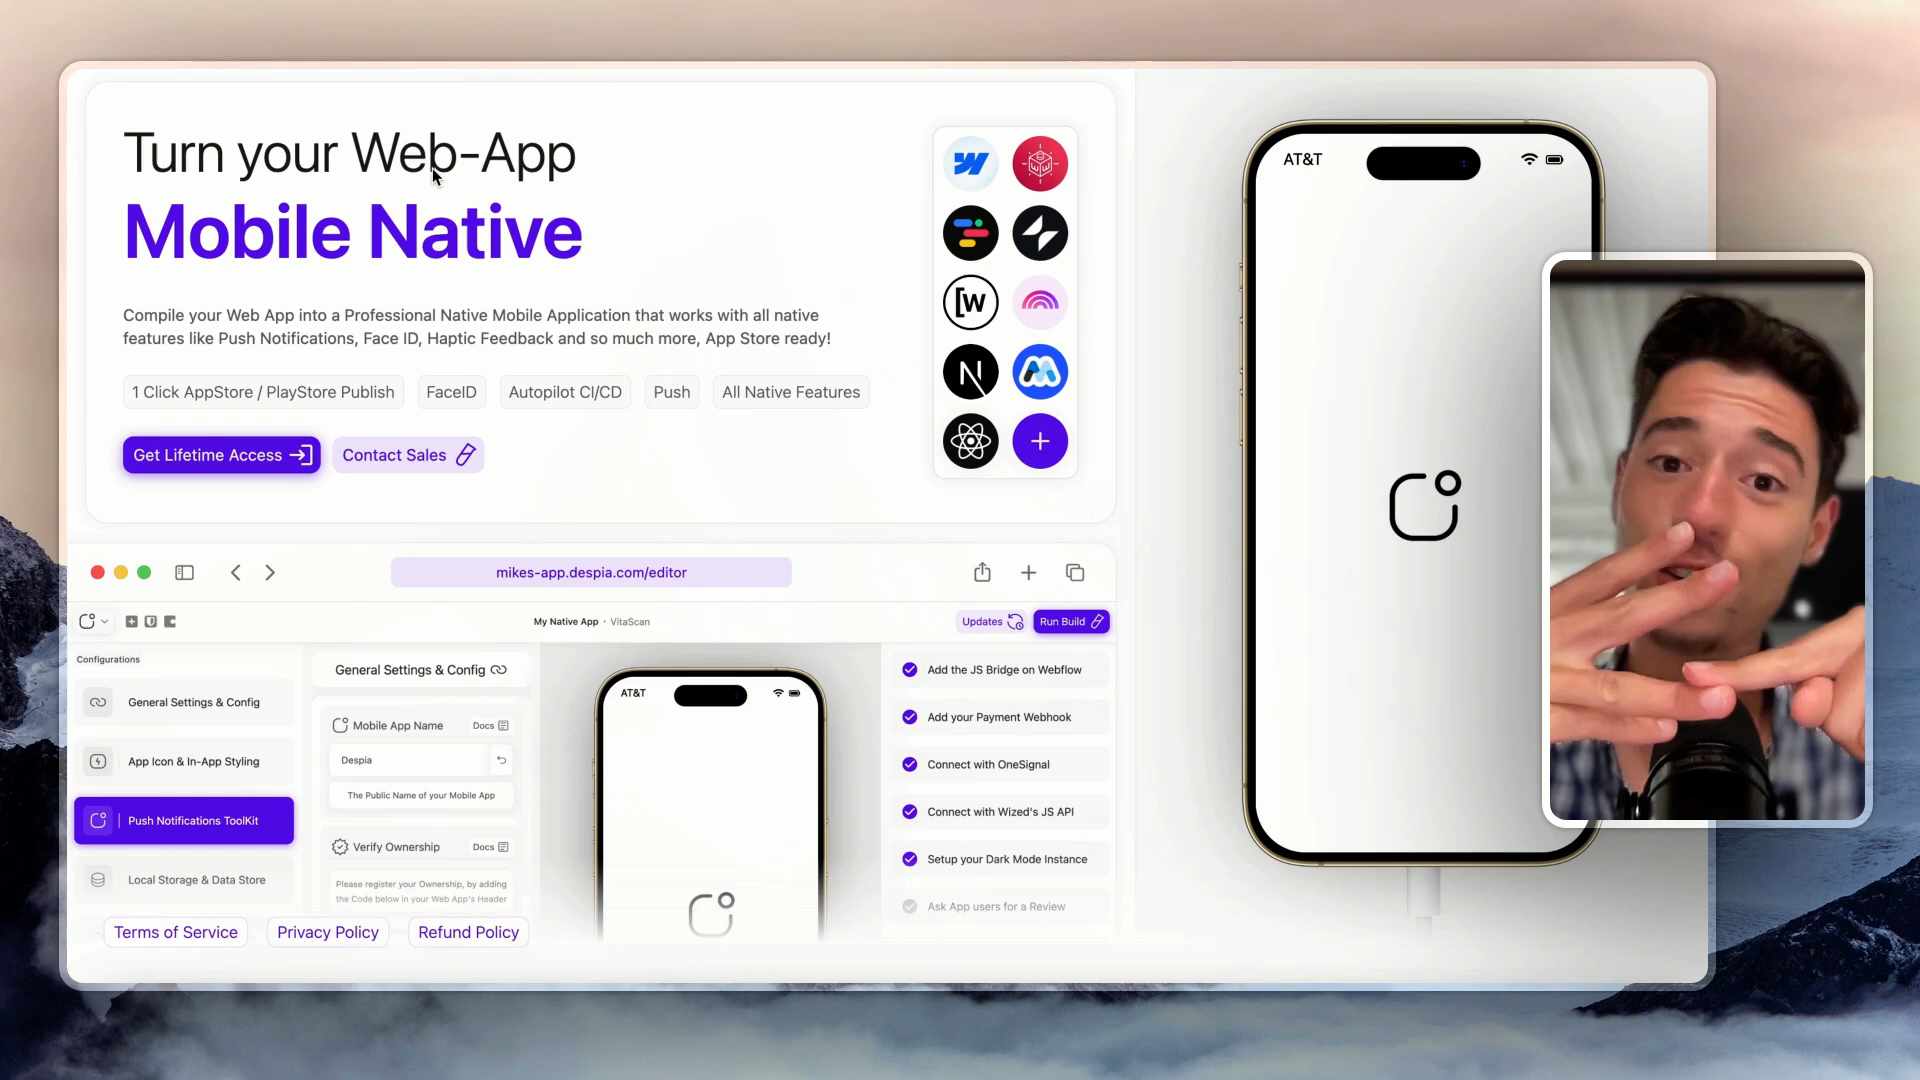 Turn your Web-App
Mobile Native
Compile your Web App into a Professional Native Mobile Application that works with all native
features like Push Notifications, Face ID, Haptic Feedback and so much more, App Store ready!
1 Click AppStore / PlayStore Publish
FaceID
Autopilot CI/CD
Push
All Native Features
Get Lifetime Access
Contact Sales
[W
N
mikes-app.despia.com/editor
My Native App · VitaScan
Updates
Run Build
Configurations
General Settings & Config
App Icon & In-App Styling
Push Notifications ToolKit
Local Storage & Data Store
General Settings & Config
Mobile App Name
Docs
Despia
The Public Name of your Mobile App
Verify Ownership
Docs
Please register your Ownership, by adding
the Code below in your Web App's Header
AT&T
Add the JS Bridge on Webflow
Add your Payment Webhook
Connect with OneSignal
Connect with Wized's JS API
Setup your Dark Mode Instance
Ask App users for a Review
Terms of Service
Privacy Policy
Refund Policy
AT&T